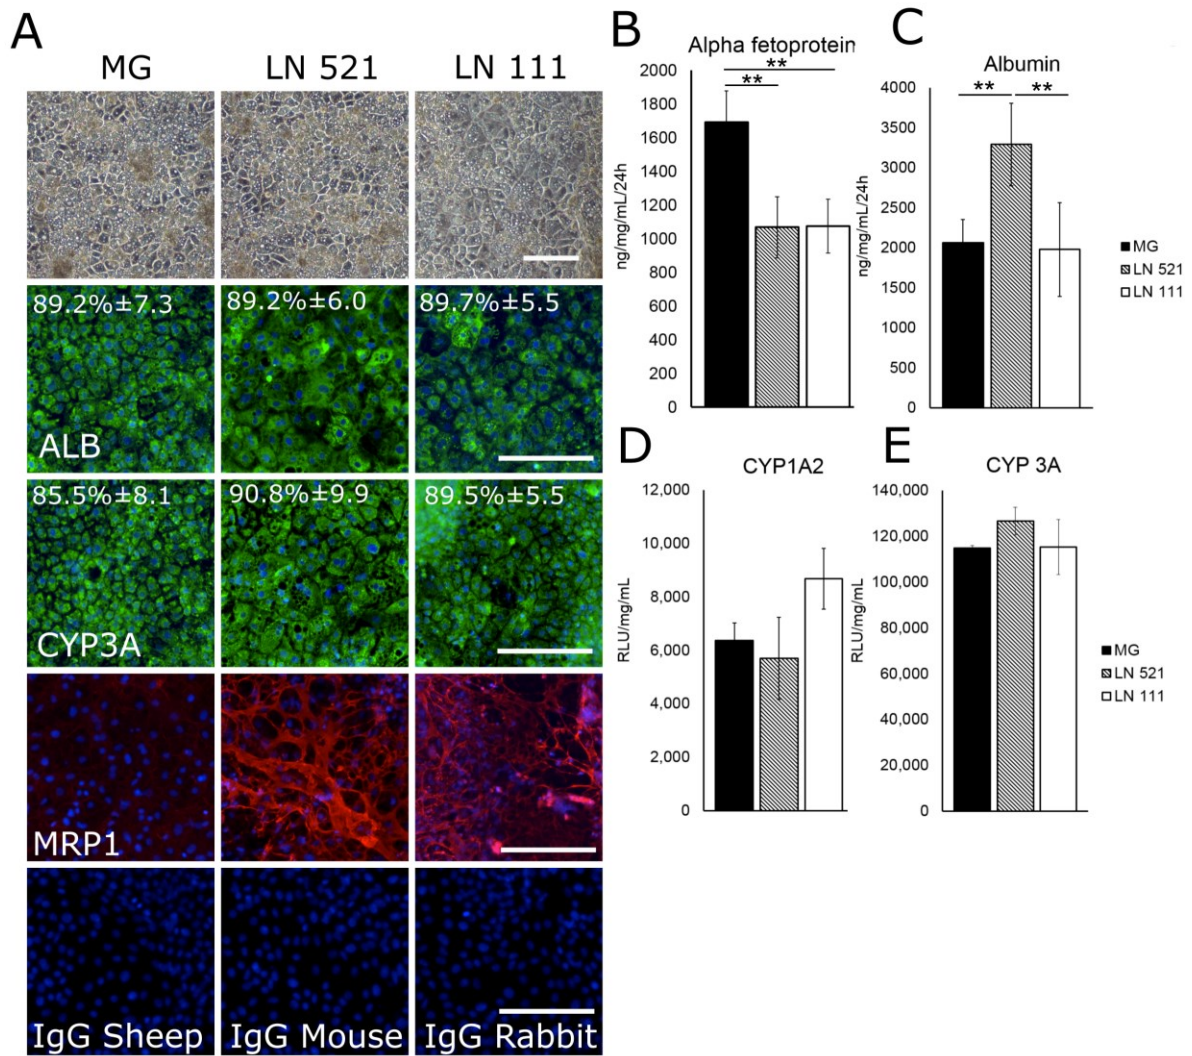 A
MG LN 521 LN 111
89.2%±7.3 89.2%±6.0 89.7%±5.5
ALB
85.5%±8.1 90.8%±9.9 89.5%±5.5
CYP3A
MRP1
IgG Sheep IgG Mouse IgG Rabbit
B
Alpha fetoprotein
**
**
ng/mg/mL/24h
2000
1800
1600
1400
1200
1000
800
600
400
200
0
C
Albumin
** **
ng/mg/mL/24h
4000
3500
3000
2500
2000
2000
1500
1000
500
0
MG
LN 521
LN 111
D
CYP1A2
RLU/mg/mL
12,000
10,000
8,000
6,000
4,000
2,000
0
E
CYP 3A
RLU/mg/mL
140,000
120,000
100,000
80,000
60,000
40,000
20,000
0
MG
LN 521
LN 111